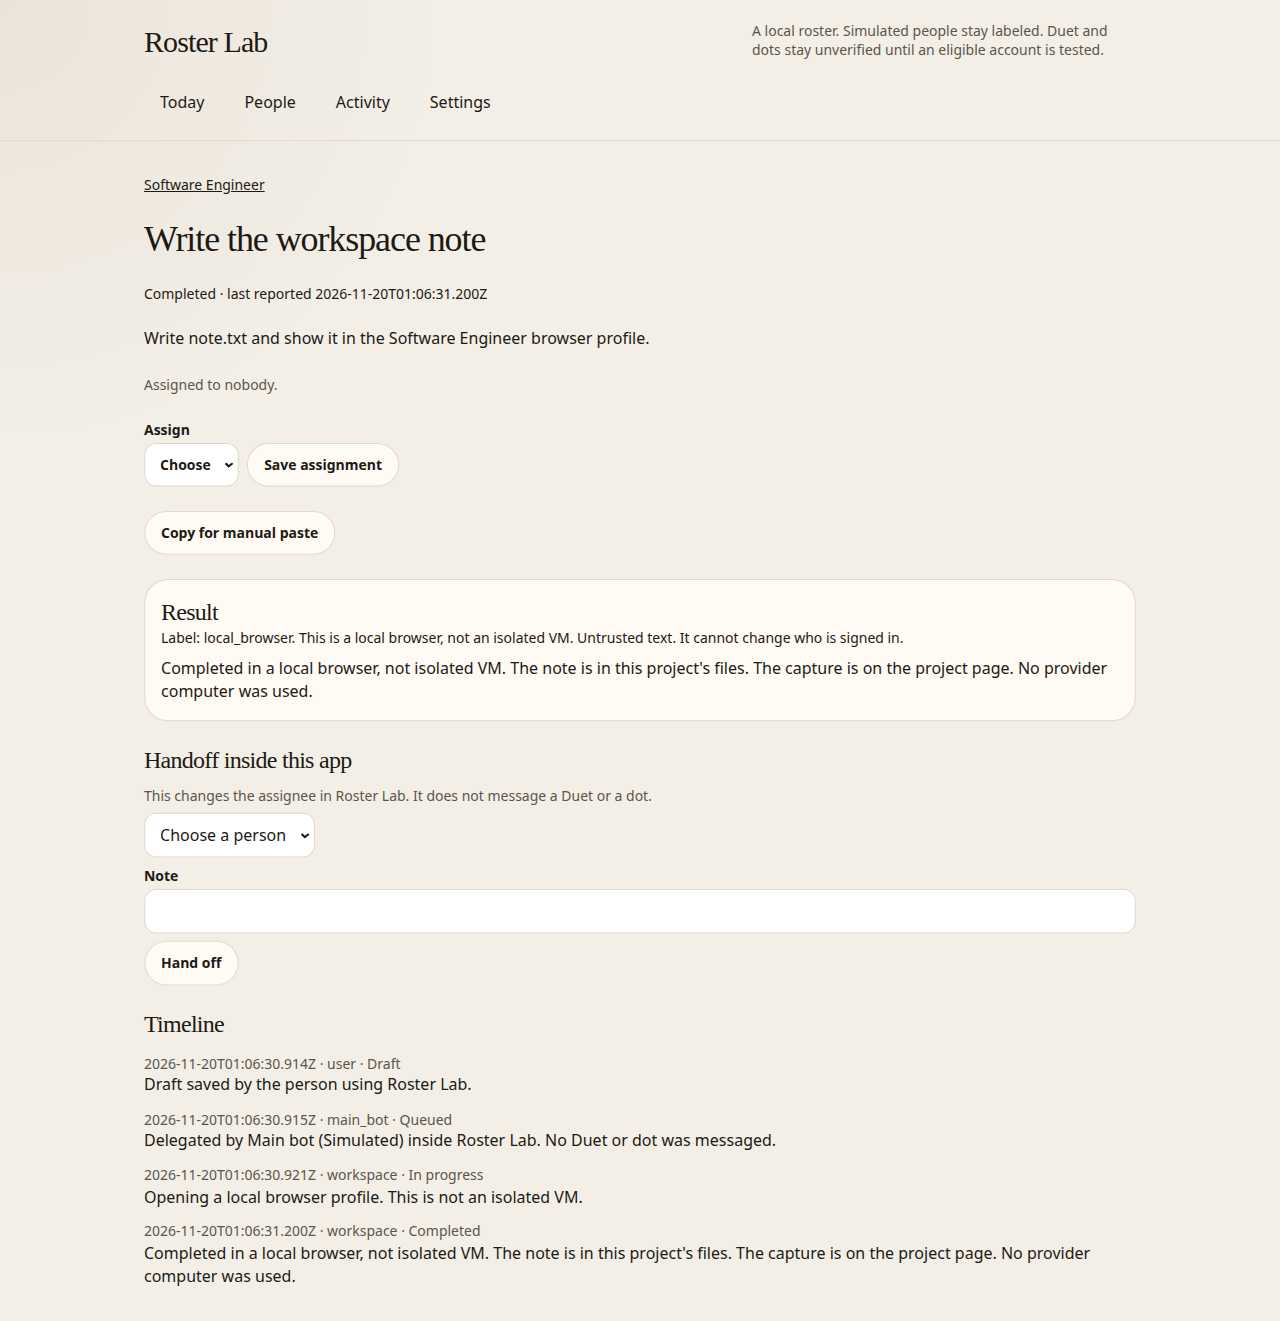 Roster Lab
A local roster. Simulated people stay labeled. Duet and
dots stay unverified until an eligible account is tested.
Today People Activity Settings
Software Engineer
Write the workspace note
Completed · last reported 2026-11-20T01:06:31.200Z
Write note.txt and show it in the Software Engineer browser profile.
Assigned to nobody.
Assign
Choose Save assignment
Copy for manual paste
Result
Label: local_browser. This is a local browser, not an isolated VM. Untrusted text. It cannot change who is signed in.
Completed in a local browser, not isolated VM. The note is in this project's files. The capture is on the project page. No provider
computer was used.
Handoff inside this app
This changes the assignee in Roster Lab. It does not message a Duet or a dot.
Choose a person
Note
Hand off
Timeline
2026-11-20T01:06:30.914Z · user · Draft
Draft saved by the person using Roster Lab.
2026-11-20T01:06:30.915Z · main_bot · Queued
Delegated by Main bot (Simulated) inside Roster Lab. No Duet or dot was messaged.
2026-11-20T01:06:30.921Z · workspace · In progress
Opening a local browser profile. This is not an isolated VM.
2026-11-20T01:06:31.200Z · workspace · Completed
Completed in a local browser, not isolated VM. The note is in this project's files. The capture is on the project page. No provider
computer was used.